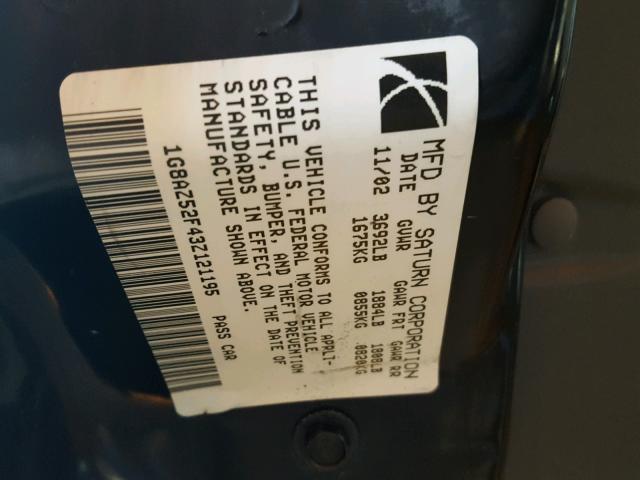 MFD BY SATURN CORPORATION
DATE GVWR GAWR FRT GAWR RR
11/02 3,692LB 1884LB 1808LB
1675KG 0855KG 0820KG
THIS VEHICLE CONFORMS TO ALL APPLI-
CABLE U.S. FEDERAL MOTOR VEHICLE
SAFETY, BUMPER, AND THEFT PREVENTION
STANDARDS IN EFFECT ON THE DATE OF
MANUFACTURE SHOWN ABOVE.
1G8AZ52F43Z121195 PASS CAR